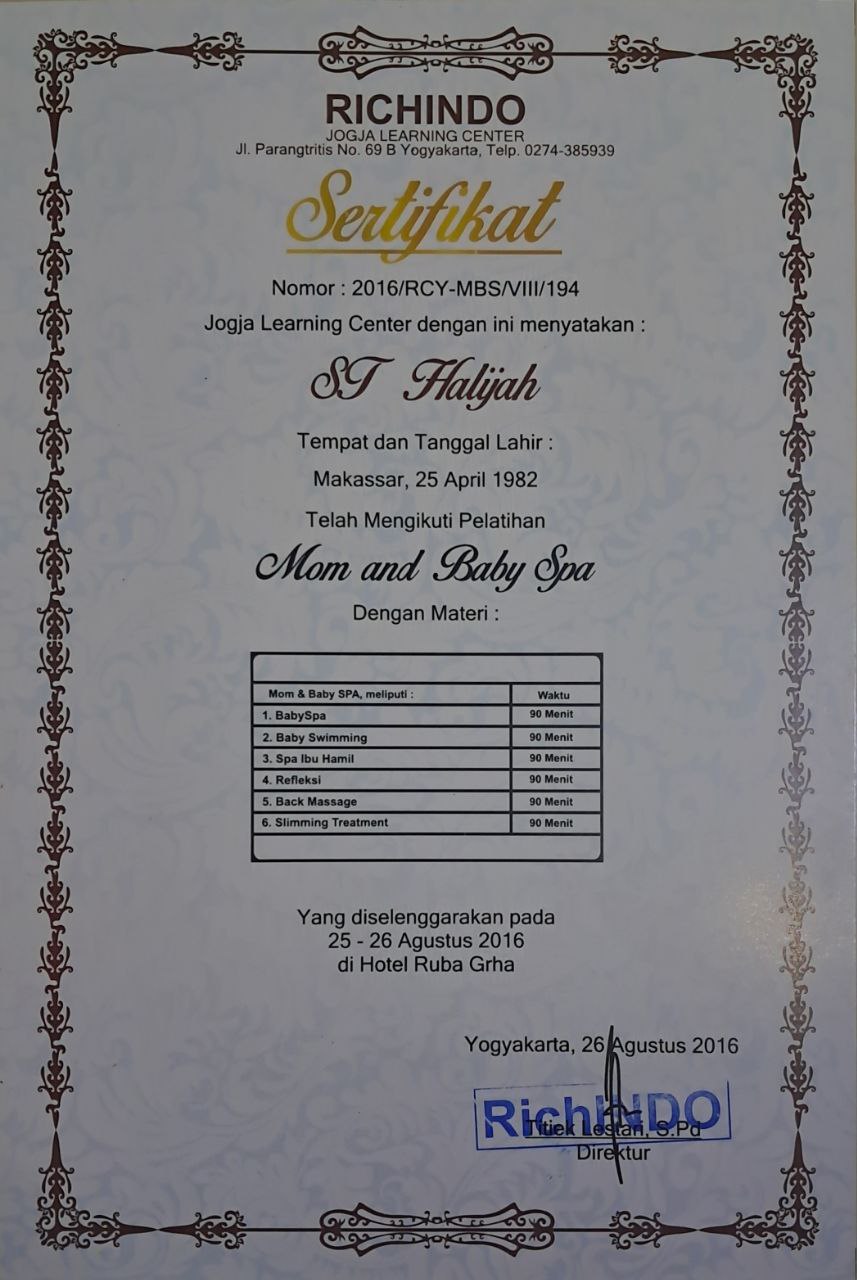 RICHINDO
JOGJA LEARNING CENTER
Jl. Parangtritis No. 69 B Yogyakarta, Telp. 0274-385939
Sertifikat
Nomor : 2016/RCY-MBS/VIII/194
Jogja Learning Center dengan ini menyatakan :
ST Halijah
Tempat dan Tanggal Lahir :
Makassar, 25 April 1982
Telah Mengikuti Pelatihan
Mom and Baby Spa
Dengan Materi :
Mom & Baby SPA, meliputi : Waktu
1. BabySpa 90 Menit
2. Baby Swimming 90 Menit
3. Spa Ibu Hamil 90 Menit
4. Refleksi 90 Menit
5. Back Massage 90 Menit
6. Slimming Treatment 90 Menit
Yang diselenggarakan pada
25 - 26 Agustus 2016
di Hotel Ruba Grha
Yogyakarta, 26 Agustus 2016
RichINDO
Titiek Lestari, S.Pd
Direktur